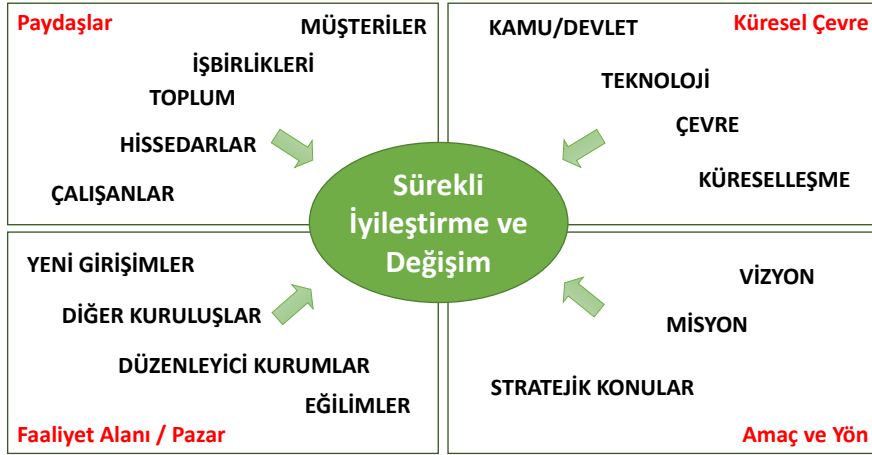 Paydaşlar
MÜŞTERİLER
İŞBİRLİKLERİ
TOPLUM
HİSSEDARLAR
ÇALIŞANLAR
KAMU/DEVLET
Küresel Çevre
TEKNOLOJİ
ÇEVRE
KÜRESELLEŞME
Sürekli
İyileştirme ve
Değişim
YENİ GİRİŞİMLER
DİĞER KURULUŞLAR
DÜZENLEYİCİ KURUMLAR
EĞİLİMLER
Faaliyet Alanı / Pazar
VİZYON
MİSYON
STRATEJİK KONULAR
Amaç ve Yön